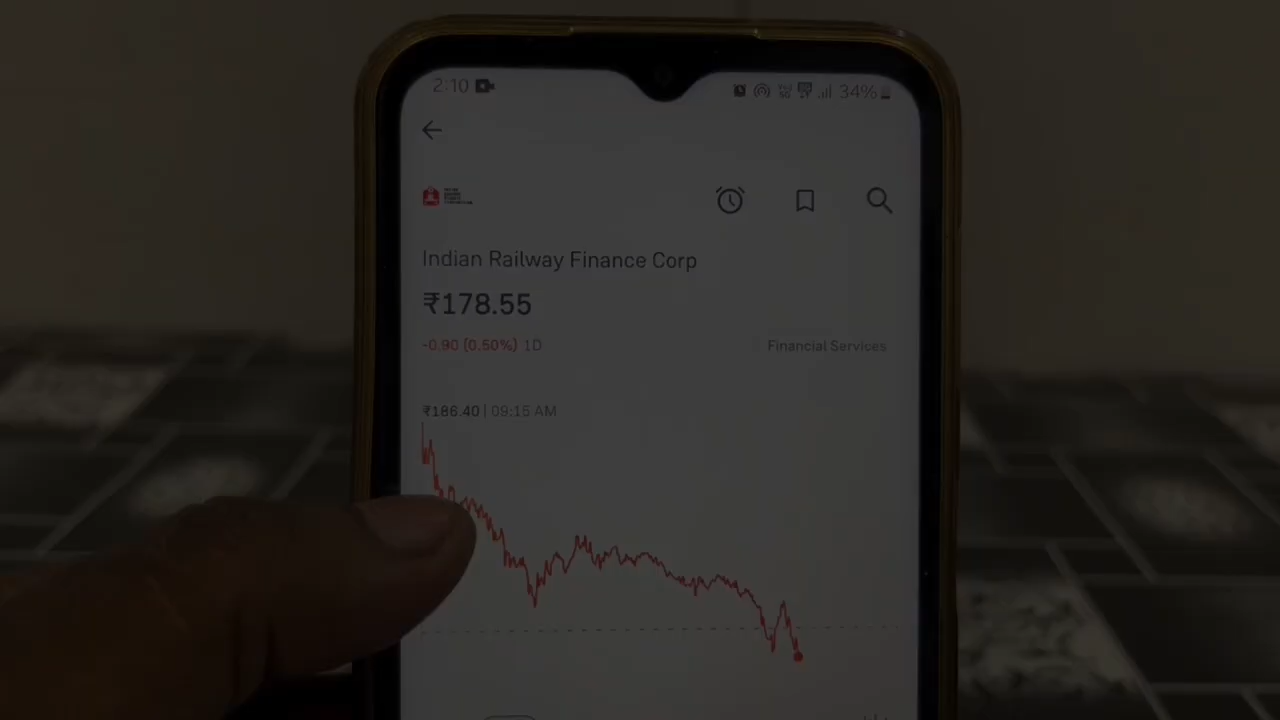 2:10
34%
Indian Railway Finance Corp
₹178.55
-0.90 (0.50%) 1D
Financial Services
₹186.40 | 09:15 AM